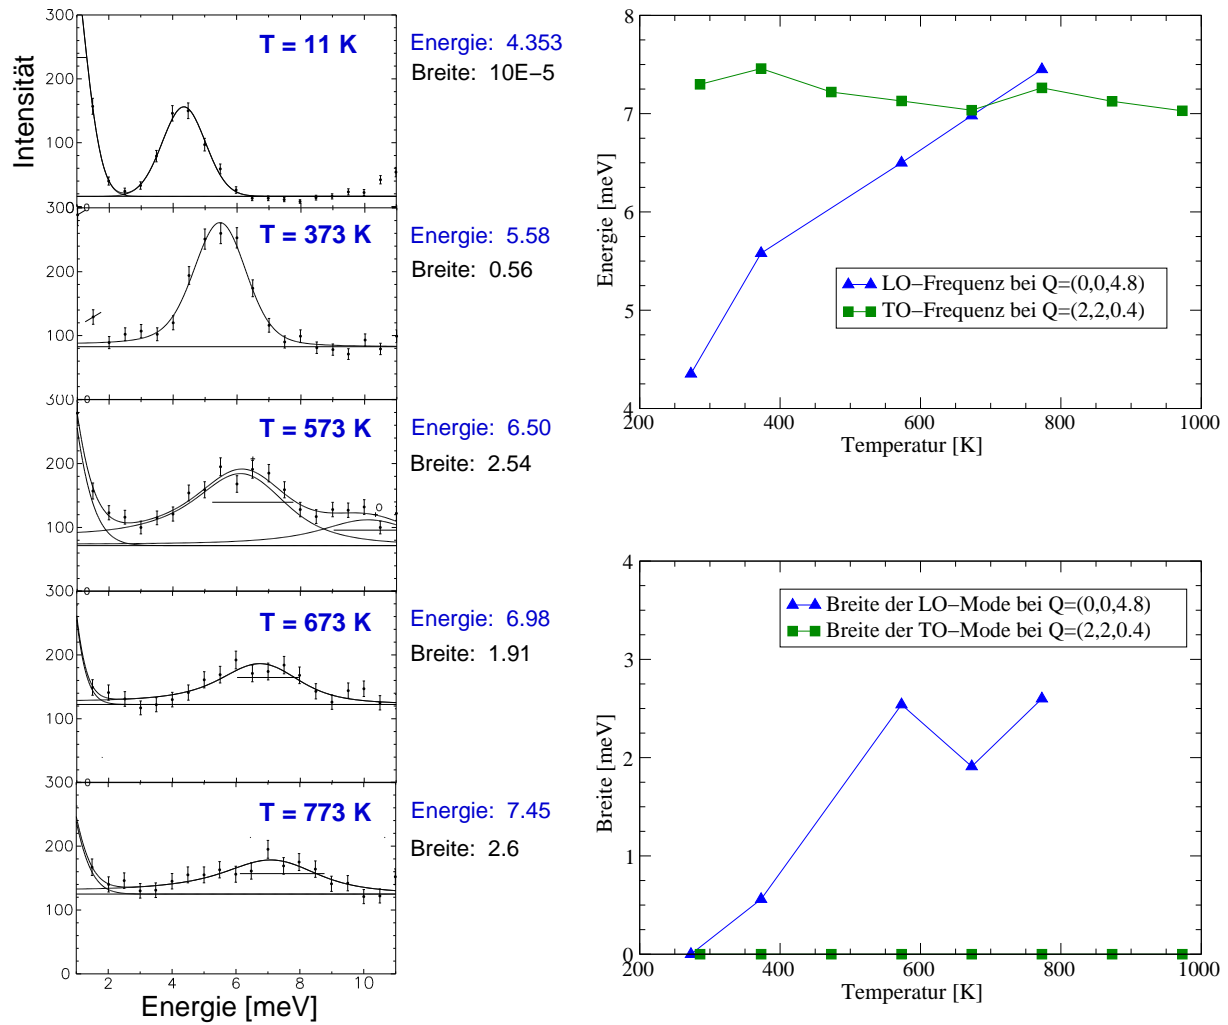 Intensität
300
200
100
T = 11 K
Energie: 4.353
Breite: 10E−5
300
0
200
100
T = 373 K
Energie: 5.58
Breite: 0.56
300
0
200
100
T = 573 K
Energie: 6.50
Breite: 2.54
300
0
200
100
T = 673 K
Energie: 6.98
Breite: 1.91
300
0
200
100
0
T = 773 K
Energie: 7.45
Breite: 2.6
2 4 6 8 10
Energie [meV]
8
7
6
5
4
Energie [meV]
LO−Frequenz bei Q=(0,0,4.8)
TO−Frequenz bei Q=(2,2,0.4)
200 400 600 800 1000
Temperatur [K]
4
3
2
1
0
Breite [meV]
Breite der LO−Mode bei Q=(0,0,4.8)
Breite der TO−Mode bei Q=(2,2,0.4)
200 400 600 800 1000
Temperatur [K]